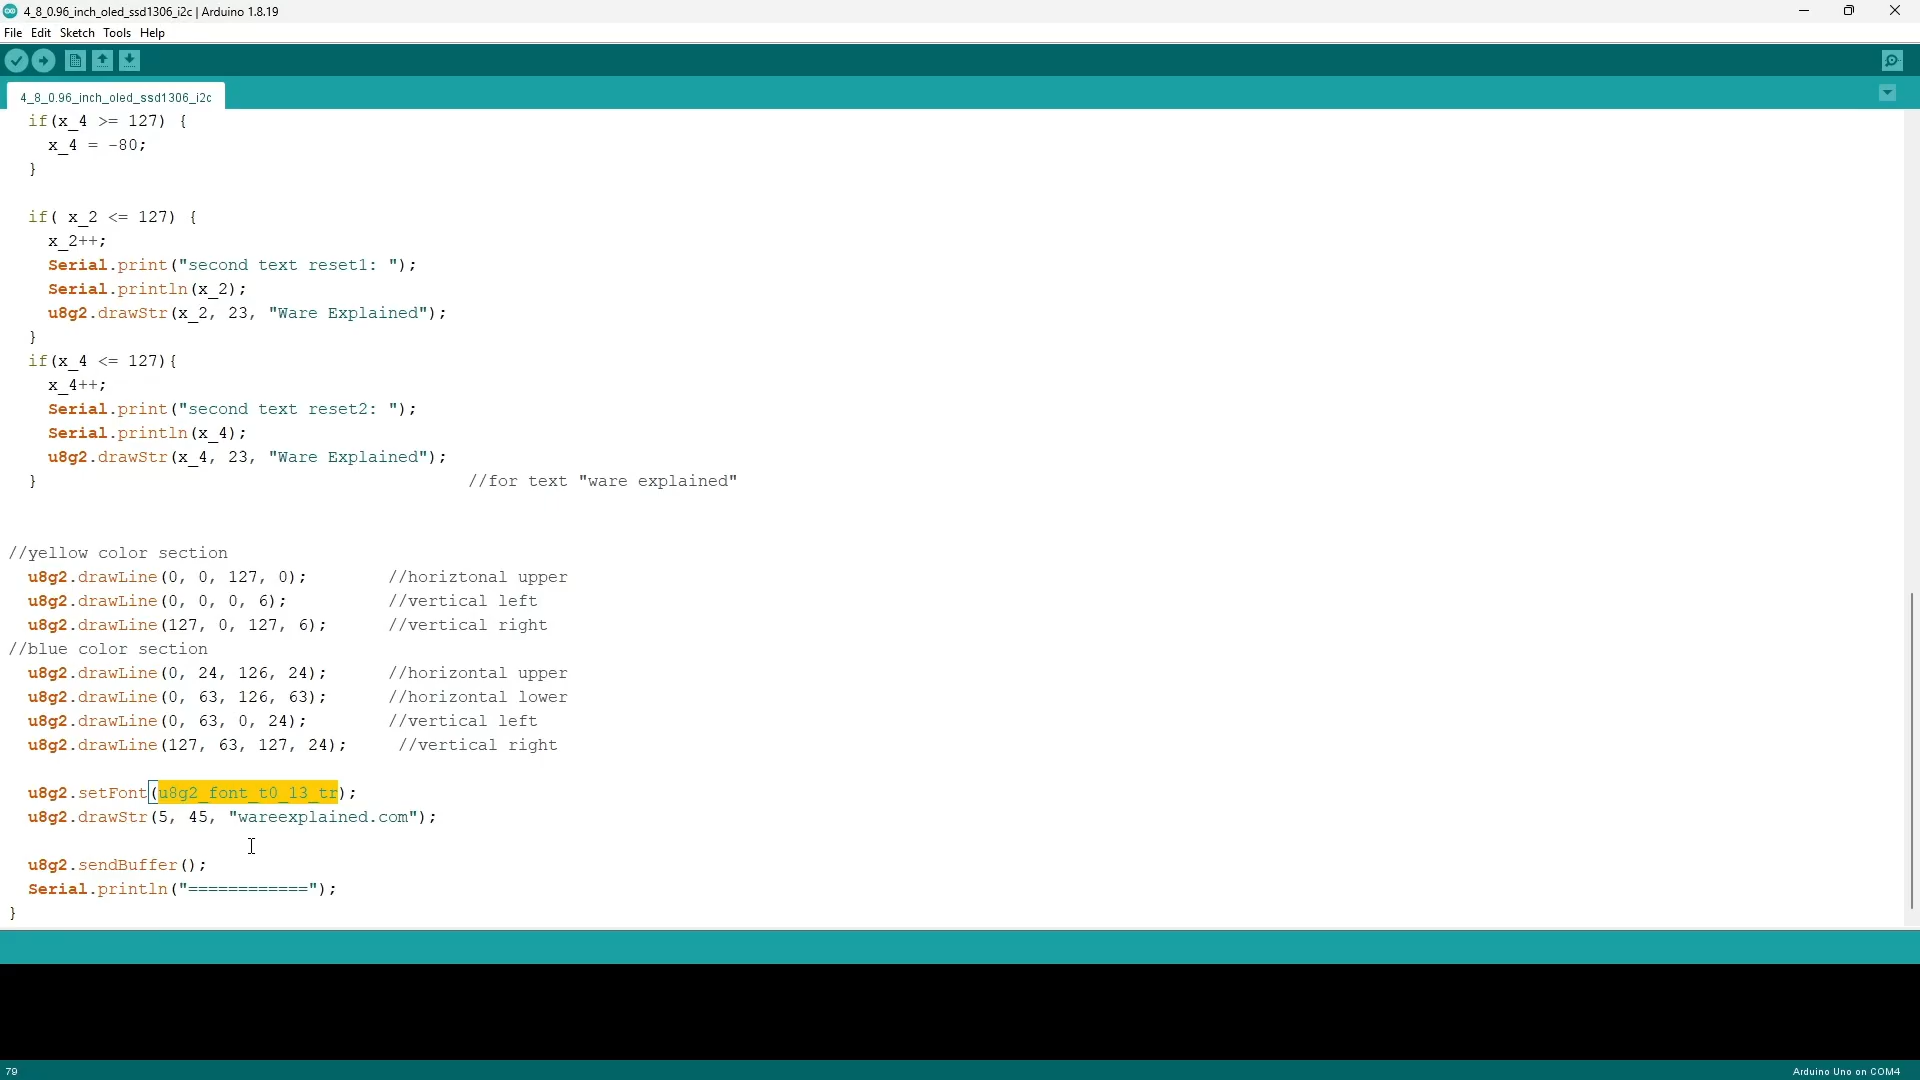 4_8_0.96_inch_oled_ssd1306_i2c | Arduino 1.8.19
File Edit Sketch Tools Help
4_8_0.96_inch_oled_ssd1306_i2c
if(x_4 >= 127) {
x_4 = -80;
}
if( x_2 <= 127) {
x_2++;
Serial.print("second text reset1: ");
Serial.println(x_2);
u8g2.drawStr(x_2, 23, "Ware Explained");
}
if(x_4 <= 127){
x_4++;
Serial.print("second text reset2: ");
Serial.println(x_4);
u8g2.drawStr(x_4, 23, "Ware Explained");
} //for text "ware explained"
//yellow color section
u8g2.drawLine(0, 0, 127, 0); //horiztonal upper
u8g2.drawLine(0, 0, 0, 6); //vertical left
u8g2.drawLine(127, 0, 127, 6); //vertical right
//blue color section
u8g2.drawLine(0, 24, 126, 24); //horizontal upper
u8g2.drawLine(0, 63, 126, 63); //horizontal lower
u8g2.drawLine(0, 63, 0, 24); //vertical left
u8g2.drawLine(127, 63, 127, 24); //vertical right
u8g2.setFont(u8g2_font_t0_13_tr);
u8g2.drawStr(5, 45, "wareexplained.com");
u8g2.sendBuffer();
Serial.println("============");
}
79
Arduino Uno on COM4